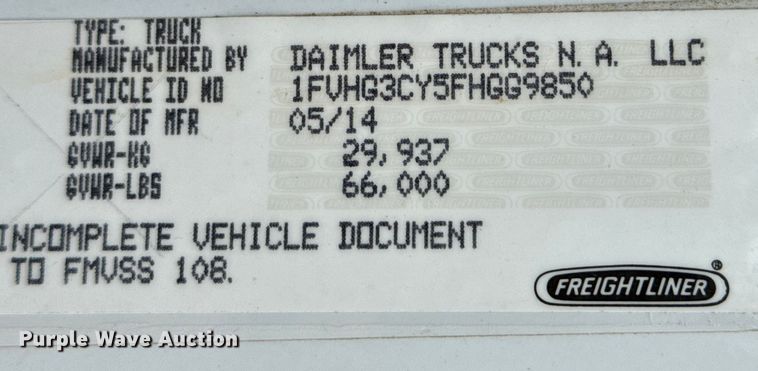 TYPE: TRUCK
MANUFACTURED BY DAIMLER TRUCKS N. A. LLC
VEHICLE ID NO 1FVHG3CY5FHGG9850
DATE OF MFR 05/14
GVWR-KG 29,937
GVWR-LBS 66,000
INCOMPLETE VEHICLE DOCUMENT
TO FMVSS 108.
FREIGHTLINER®
Purple Wave Auction